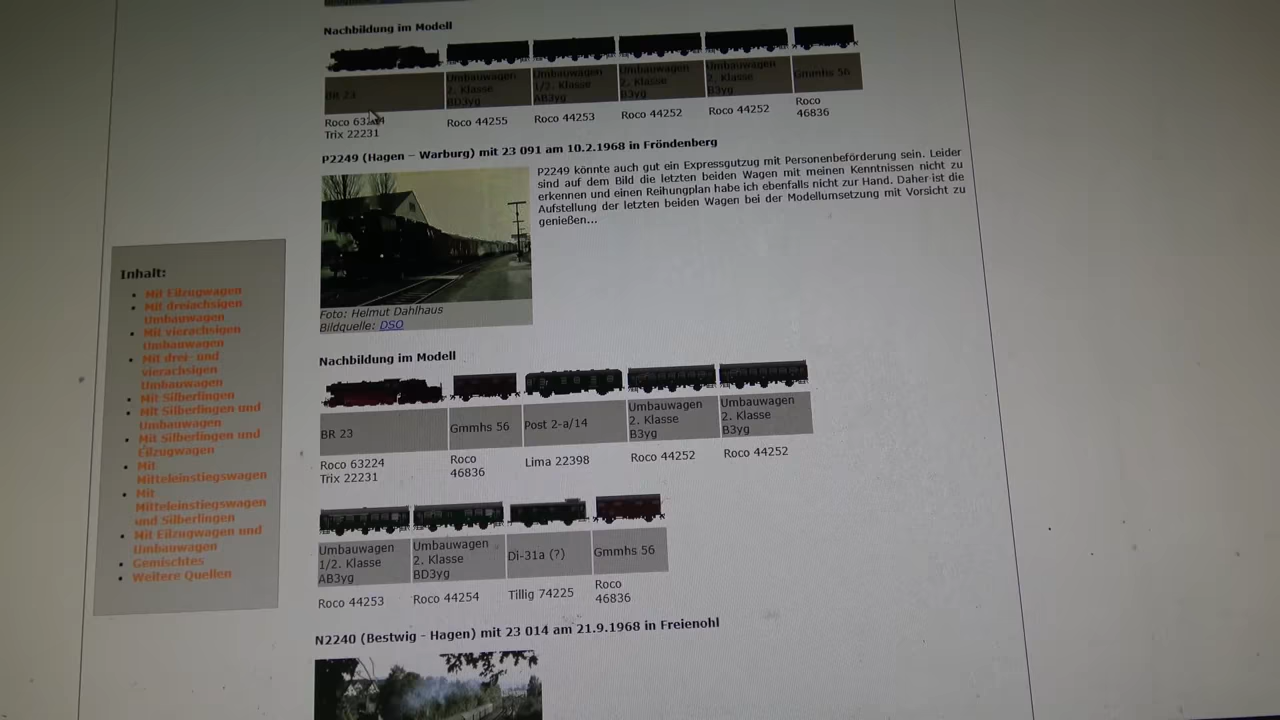 Nachbildung im Modell
BR 23
Umbauwagen
2. Klasse
BD3yg
Umbauwagen
1/2. Klasse
AB3yg
Umbauwagen
2. Klasse
B3yg
Umbauwagen
2. Klasse
B3yg
Gmmhs 56
Roco
Trix 22231
Roco 44255
Roco 44253
Roco 44252
Roco 44252
Roco
46836
P2249 (Hagen – Warburg) mit 23 091 am 10.2.1968 in Fröndenberg
P2249 könnte auch gut ein Expressgutzug mit Personenbeförderung sein. Leider
sind auf dem Bild die letzten beiden Wagen mit meinen Kenntnissen nicht zu
erkennen und einen Reihungplan habe ich ebenfalls nicht zur Hand. Daher ist die
Aufstellung der letzten beiden Wagen bei der Modellumsetzung mit Vorsicht zu
genießen...
Foto: Helmut Dahlhaus
Bildquelle: DSO
Inhalt:
Mit Eilzugwagen
Mit dreiachsigen
Umbauwagen
Mit vierachsigen
Umbauwagen
Mit drei- und
vierachsigen
Umbauwagen
Mit Silberlingen
Mit Silberlingen und
Umbauwagen
Mit Silberlingen und
Eilzugwagen
Mit
Mitteleinstiegswagen
Mit
Mitteleinstiegswagen
und Silberlingen
Mit Eilzugwagen und
Umbauwagen
Gemischtes
Weitere Quellen
Nachbildung im Modell
BR 23
Gmmhs 56
Post 2-a/14
Umbauwagen
2. Klasse
B3yg
Umbauwagen
2. Klasse
B3yg
Roco 63224
Trix 22231
Roco
46836
Lima 22398
Roco 44252
Roco 44252
Umbauwagen
1/2. Klasse
AB3yg
Umbauwagen
2. Klasse
BD3yg
Di-31a (?)
Gmmhs 56
Roco 44253
Roco 44254
Tillig 74225
Roco
46836
N2240 (Bestwig - Hagen) mit 23 014 am 21.9.1968 in Freienohl